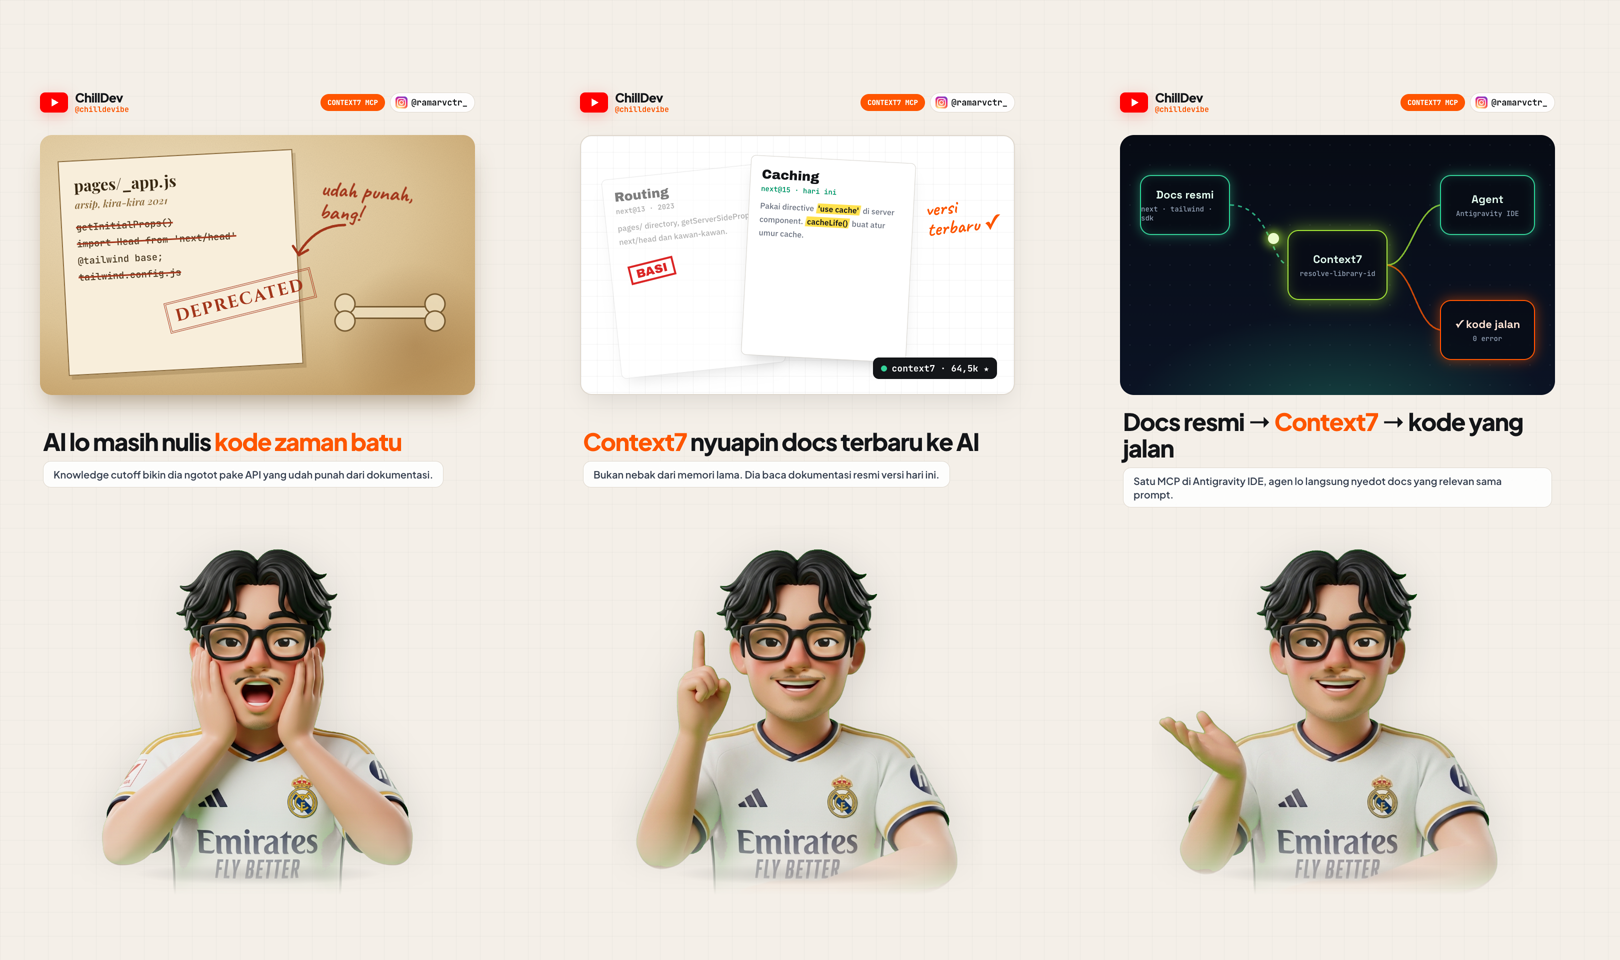 ChillDev
@chilldevibe
CONTEXT7 MCP
@ramarvctr_
pages/_app.js
arsip, kira-kira 2021
getInitialProps()
import Head from 'next/head'
@tailwind base;
tailwind.config.js
DEPRECATED
udah punah,
bang!
AI lo masih nulis kode zaman batu
Knowledge cutoff bikin dia ngotot pake API yang udah punah dari dokumentasi.
Emirates
FLY BETTER
ChillDev
@chilldevibe
CONTEXT7 MCP
@ramarvctr_
Routing
next@13 · 2023
pages/ directory, getServerSideProp
next/head dan kawan-kawan.
BASI
Caching
next@15 · hari ini
Pakai directive 'use cache' di server
component. cacheLife() buat atur
umur cache.
versi
terbaru ✓
context7 · 64,5k ★
Context7 nyuapin docs terbaru ke AI
Bukan nebak dari memori lama. Dia baca dokumentasi resmi versi hari ini.
Emirates
FLY BETTER
ChillDev
@chilldevibe
CONTEXT7 MCP
@ramarvctr_
Docs resmi
next · tailwind ·
sdk
Context7
resolve-library-id
Agent
Antigravity IDE
✓ kode jalan
0 error
Docs resmi → Context7 → kode yang
jalan
Satu MCP di Antigravity IDE, agen lo langsung nyedot docs yang relevan sama
prompt.
Emirates
FLY BETTER